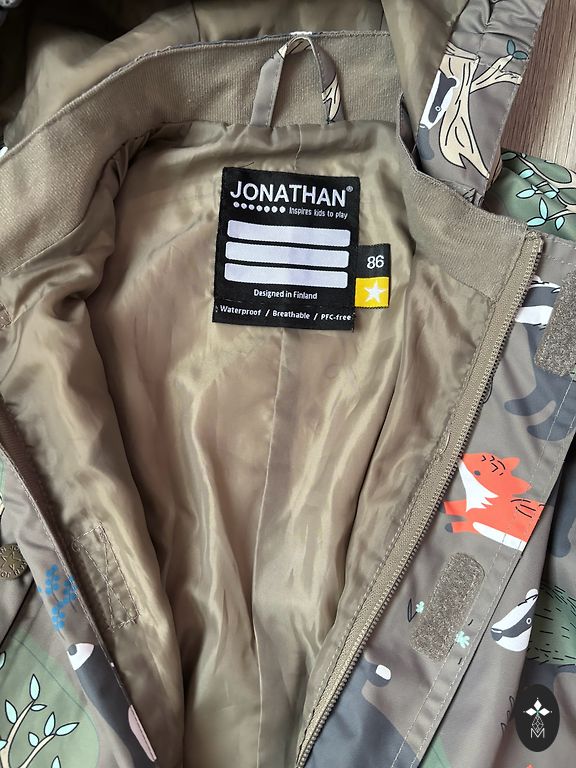 JONATHAN®
Inspires kids to play
86
Designed in Finland
Waterproof / Breathable / PFC-free
M